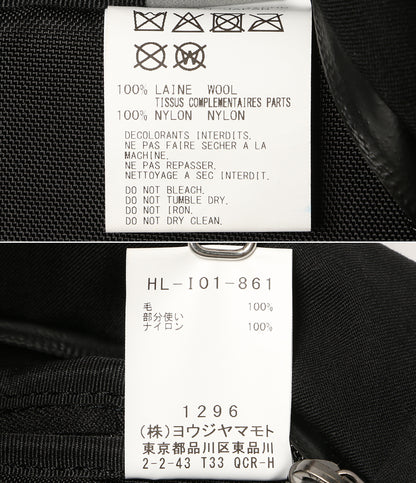 100% LAINE WOOL
TISSUS COMPLEMENTAIRES PARTS
100% NYLON NYLON
DECOLORANTS INTERDITS.
NE PAS FAIRE SECHER A LA
MACHINE.
NE PAS REPASSER.
NETTOYAGE A SEC INTERDIT.
DO NOT BLEACH.
DO NOT TUMBLE DRY.
DO NOT IRON.
DO NOT DRY CLEAN.
HL-I01-861
毛 100%
部分使い
ナイロン 100%
1296
(株)ヨウジヤマモト
東京都品川区東品川
2-2-43 T33 QCR-H